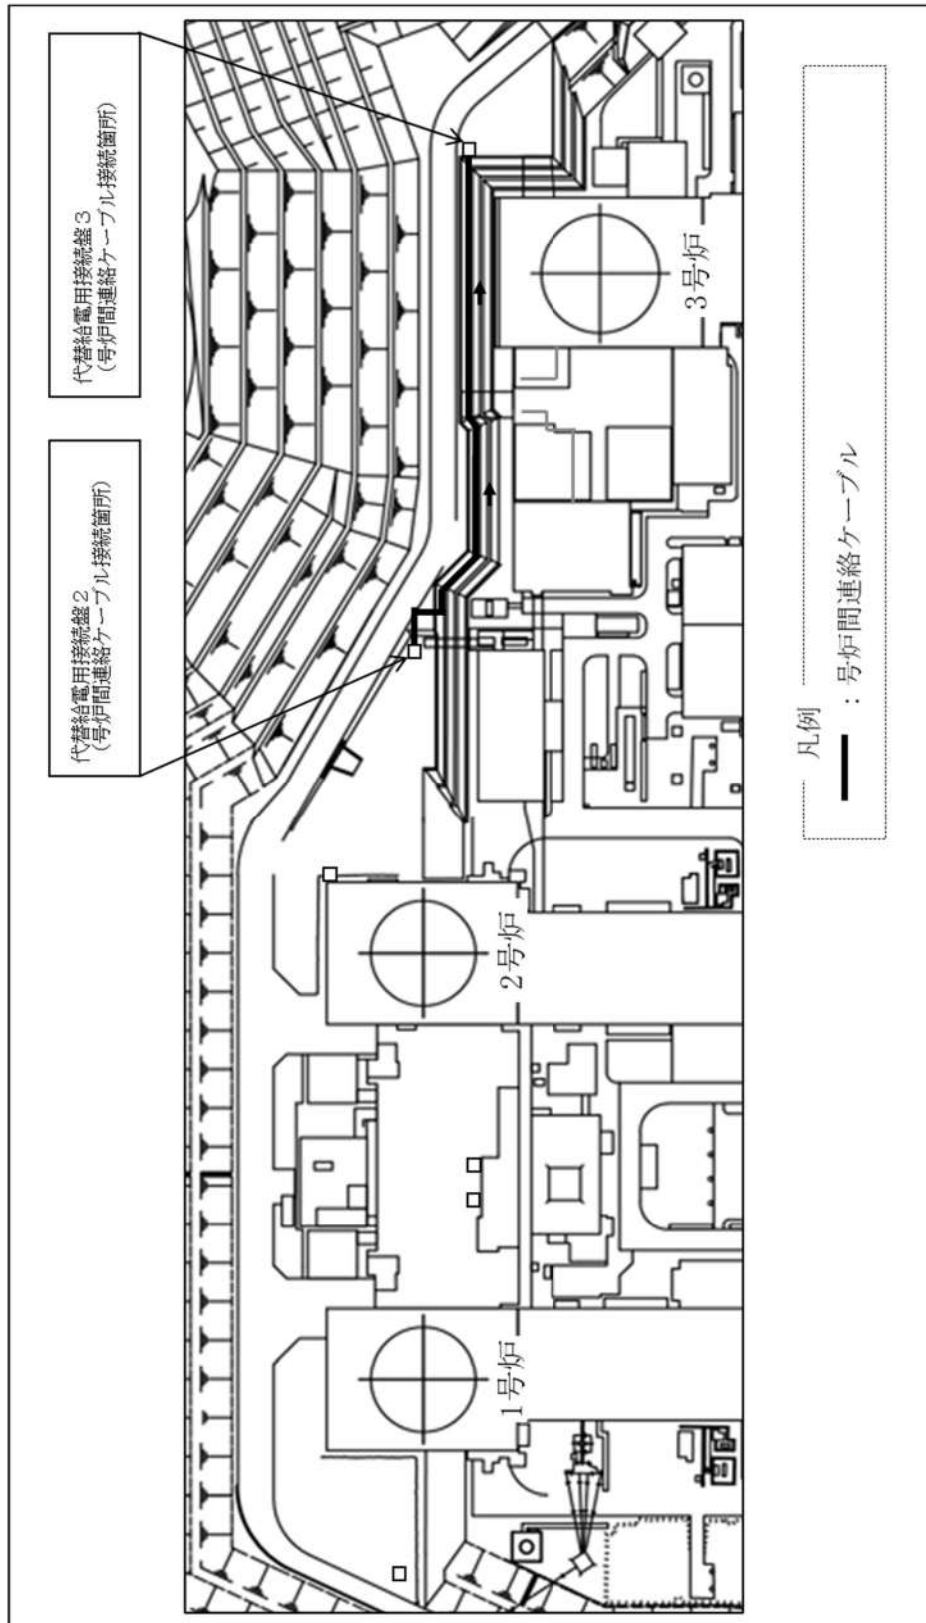 代替給電用接続盤2
(号炉間連絡ケーブル接続箇所)
代替給電用接続盤3
(号炉間連絡ケーブル接続箇所)
1号炉
2号炉
3号炉
凡例
：号炉間連絡ケーブル